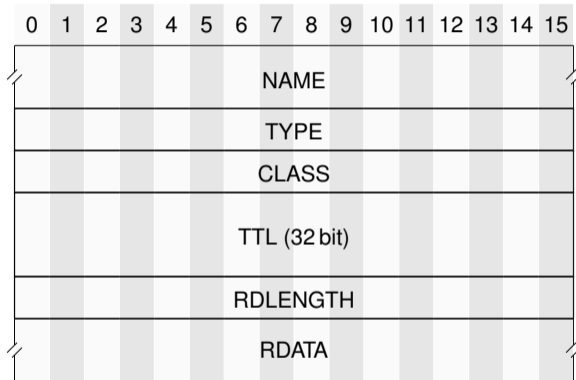 0 1 2 3 4 5 6 7 8 9 10 11 12 13 14 15
NAME
TYPE
CLASS
TTL (32 bit)
RDLENGTH
RDATA